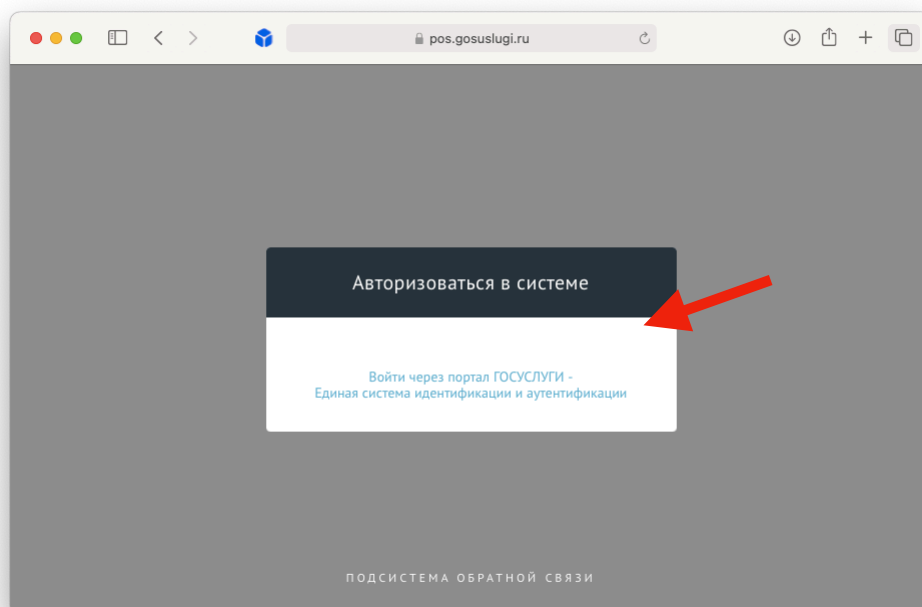 pos.gosuslugi.ru
Авторизоваться в системе
Войти через портал ГОСУСЛУГИ -
Единая система идентификации и аутентификации
ПОДСИСТЕМА ОБРАТНОЙ СВЯЗИ